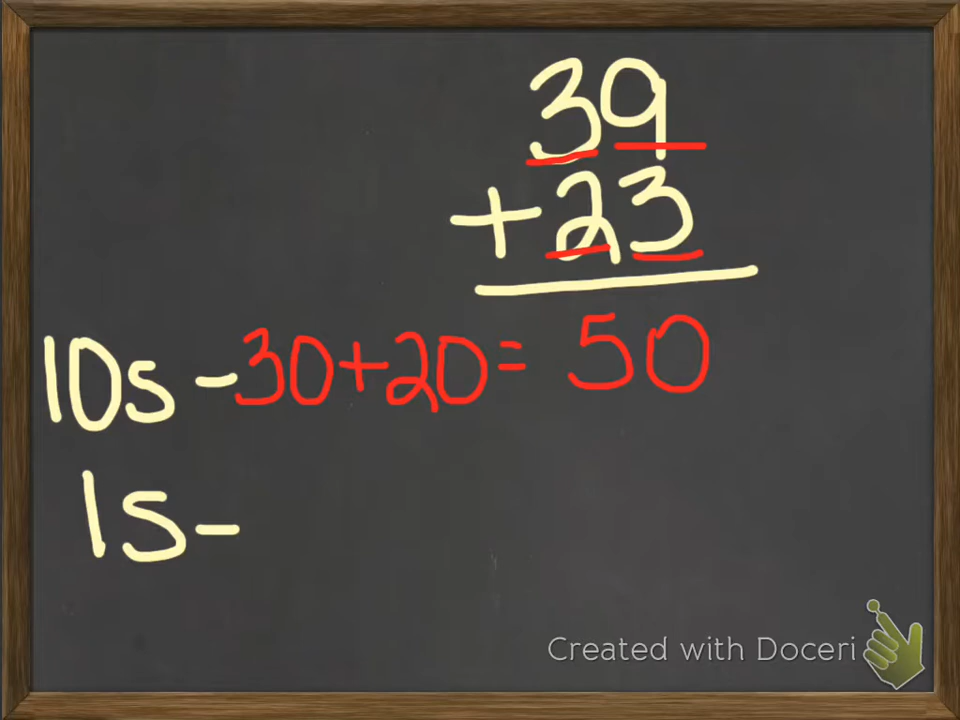 39
+23
10s -30+20= 50
1s-
Created with Doceri